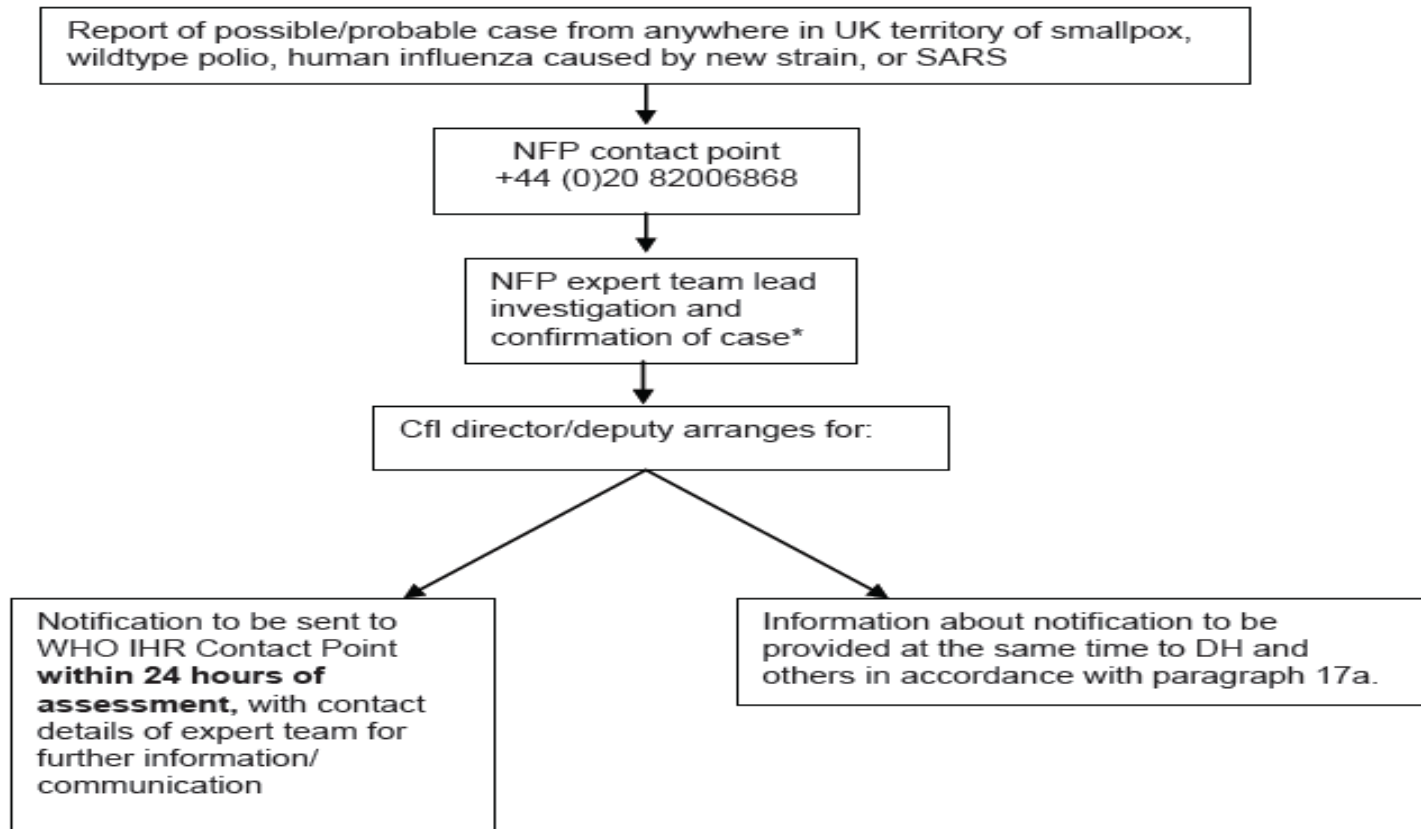 Report of possible/probable case from anywhere in UK territory of smallpox,
wildtype polio, human influenza caused by new strain, or SARS
NFP contact point
+44 (0)20 82006868
NFP expert team lead
investigation and
confirmation of case*
CfI director/deputy arranges for:
Notification to be sent to
WHO IHR Contact Point
within 24 hours of
assessment, with contact
details of expert team for
further information/
communication
Information about notification to be
provided at the same time to DH and
others in accordance with paragraph 17a.